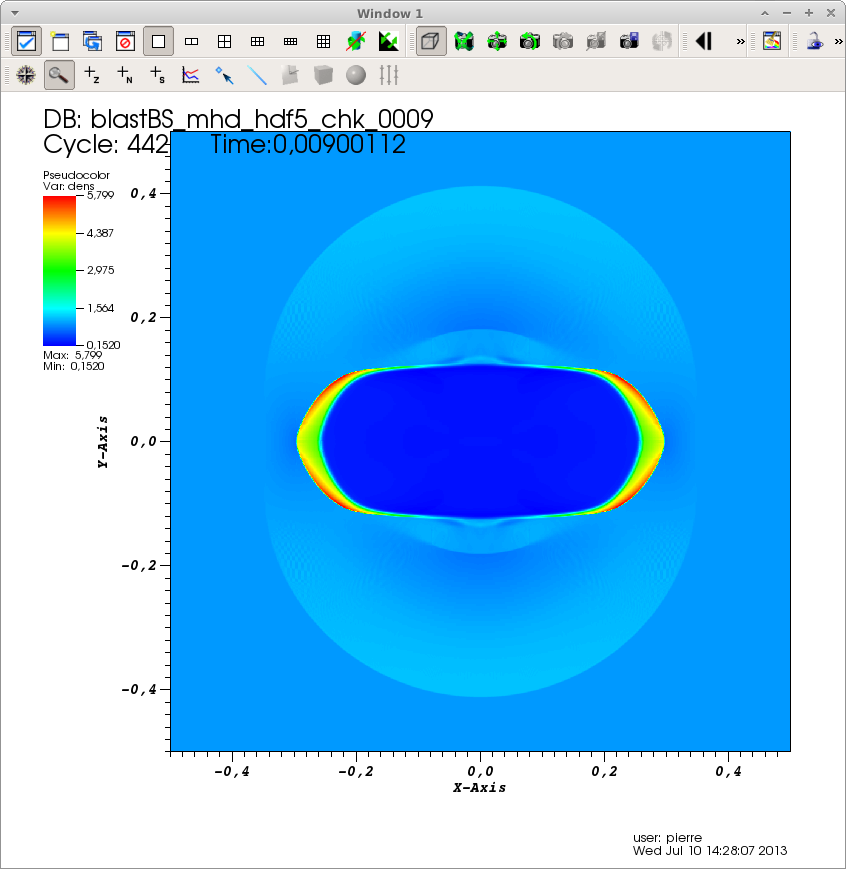 Window 1
»
»
Z
N
S
DB: blastBS_mhd_hdf5_chk_0009
Cycle: 442 Time:0,00900112
Pseudocolor
Var: dens
5,799
4,387
2,975
1,564
0,1520
Max: 5,799
Min: 0,1520
0,4
0,2
0,0
-0,2
-0,4
Y-Axis
-0,4 -0,2 0,0 0,2 0,4
X-Axis
user: pierre
Wed Jul 10 14:28:07 2013